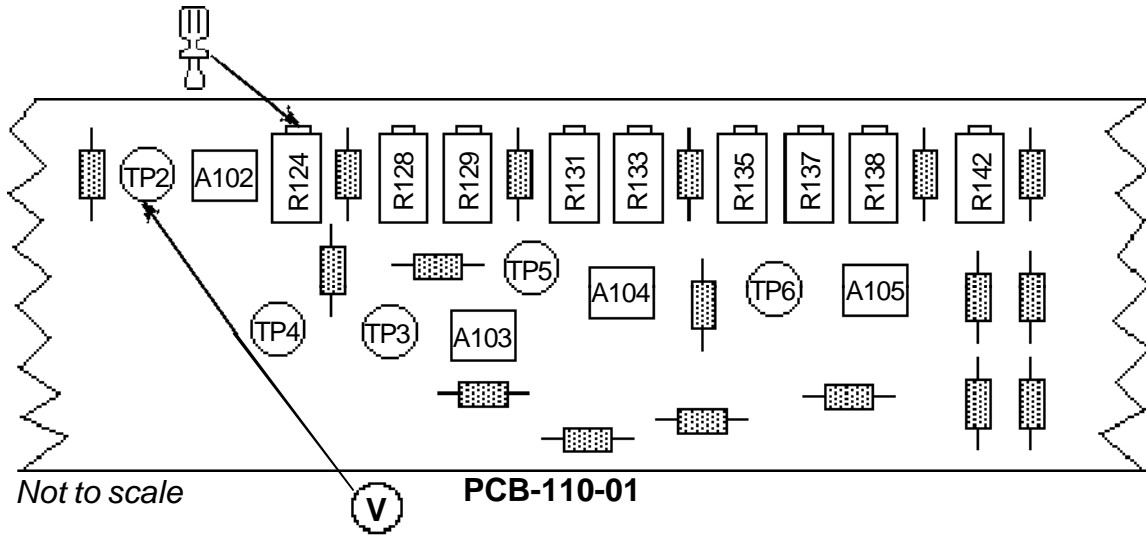 TP2 A102 R124 R128 R129 R131 R133 R135 R137 R138 R142
TP5 A104 TP6 A105
TP4 TP3 A103
Not to scale PCB-110-01
V